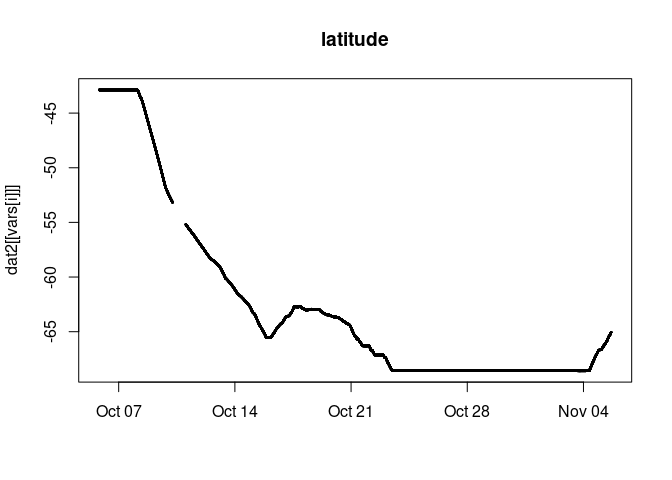 latitude
dat2[[vars[i]]]
-45
-50
-55
-60
-65
Oct 07
Oct 14
Oct 21
Oct 28
Nov 04